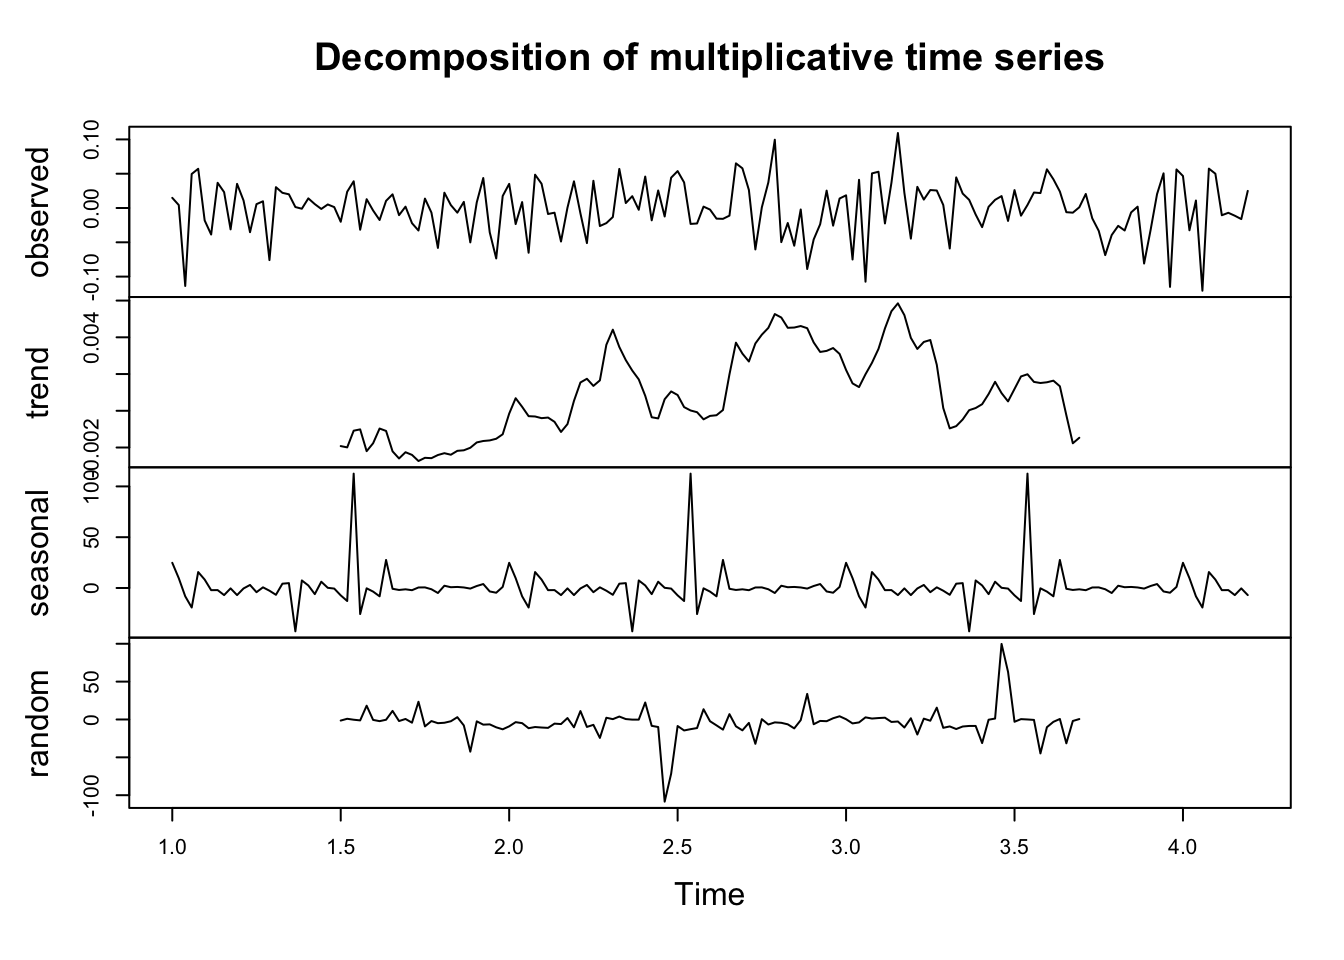 Decomposition of multiplicative time series
observed
-0.10 0.00 0.10
trend
0.002 0.004
seasonal
0 50 100
random
-100 0 50
1.0 1.5 2.0 2.5 3.0 3.5 4.0
Time